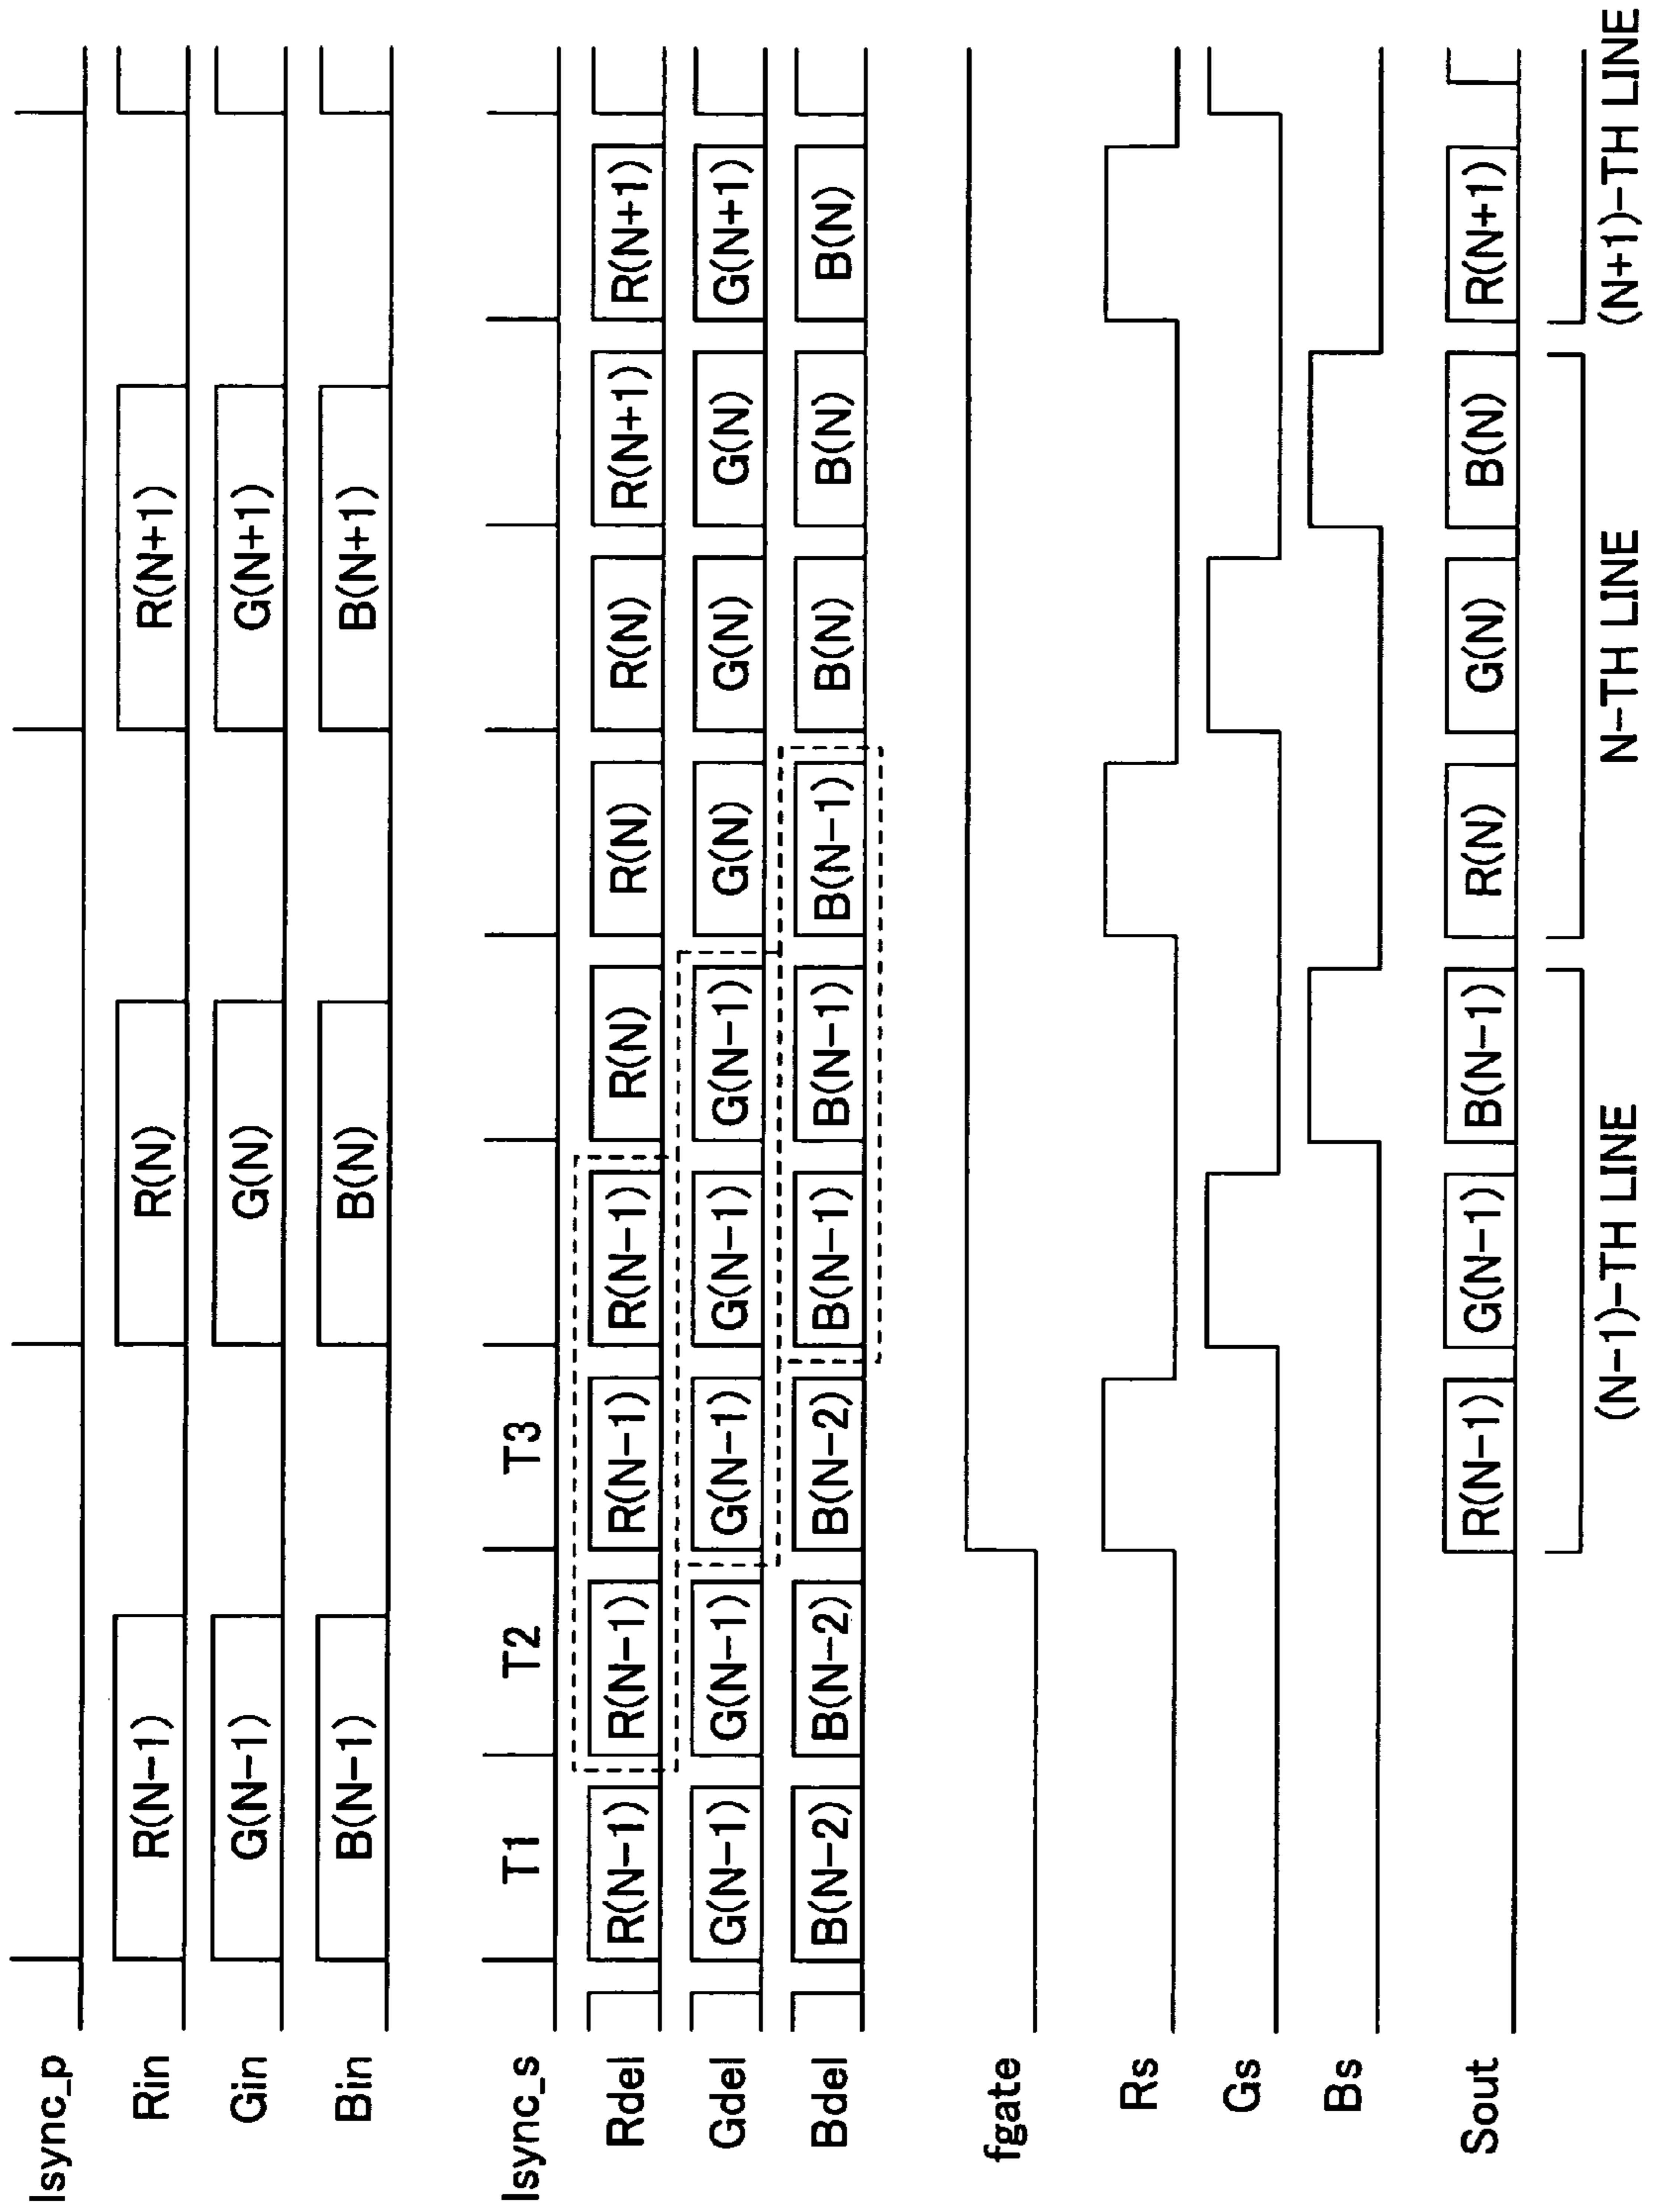 lsync_p
Rin R(N-1) R(N) R(N+1)
Gin G(N-1) G(N) G(N+1)
Bin B(N-1) B(N) B(N+1)
lsync_s T1 T2 T3
Rdel R(N-1) R(N-1) R(N-1) R(N-1) R(N) R(N) R(N) R(N+1) R(N+1)
Gdel G(N-1) G(N-1) G(N-1) G(N-1) G(N-1) G(N) G(N) G(N) G(N+1)
Bdel B(N-2) B(N-2) B(N-2) B(N-1) B(N-1) B(N-1) B(N) B(N) B(N)
fgate
Rs
Gs
Bs
Sout R(N-1) G(N-1) B(N-1) R(N) G(N) B(N) R(N+1)
(N-1)-TH LINE N-TH LINE (N+1)-TH LINE